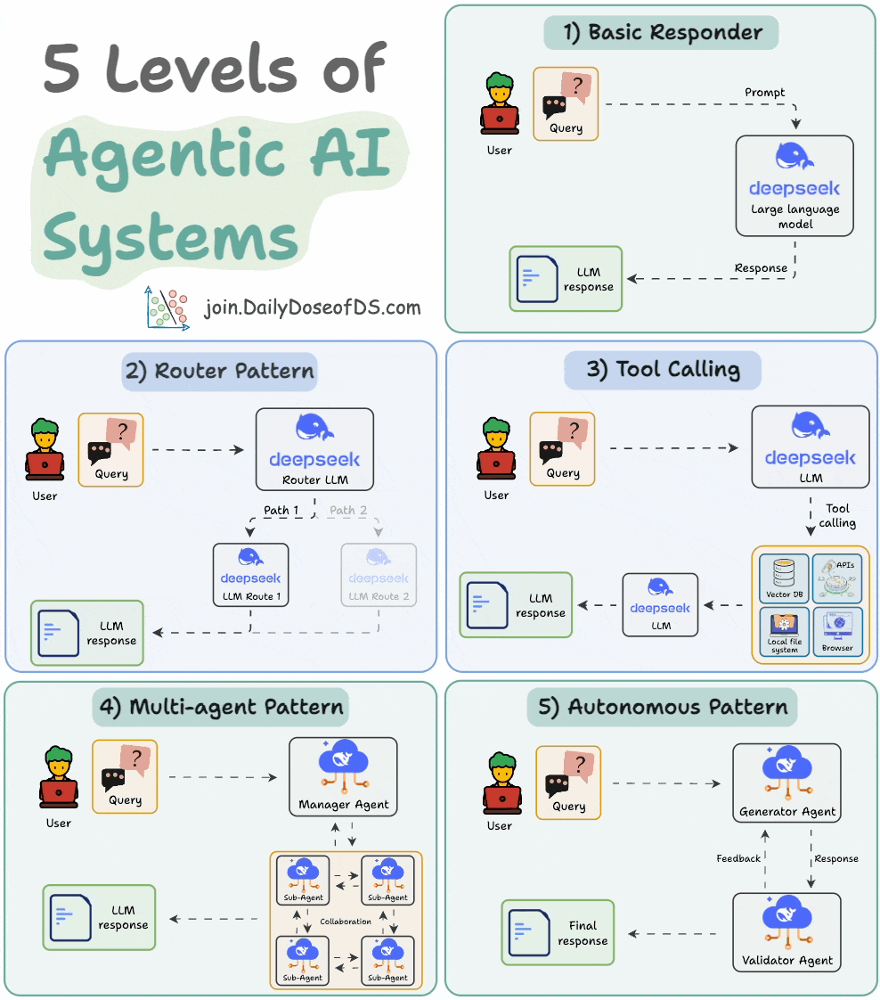 5 Levels of
Agentic AI
Systems
join.DailyDoseofDS.com
1) Basic Responder
User
?
Query
Prompt
deepseek
Large language
model
Response
LLM
response
2) Router Pattern
User
?
Query
deepseek
Router LLM
Path 1
Path 2
deepseek
LLM Route 1
deepseek
LLM Route 2
LLM
response
3) Tool Calling
User
?
Query
deepseek
LLM
Tool
calling
Vector DB
APIs
Local file
system
Browser
deepseek
LLM
LLM
response
4) Multi-agent Pattern
User
?
Query
Manager Agent
Sub-Agent
Sub-Agent
Collaboration
Sub-Agent
Sub-Agent
LLM
response
5) Autonomous Pattern
User
?
Query
Generator Agent
Feedback
Response
Validator Agent
Final
response